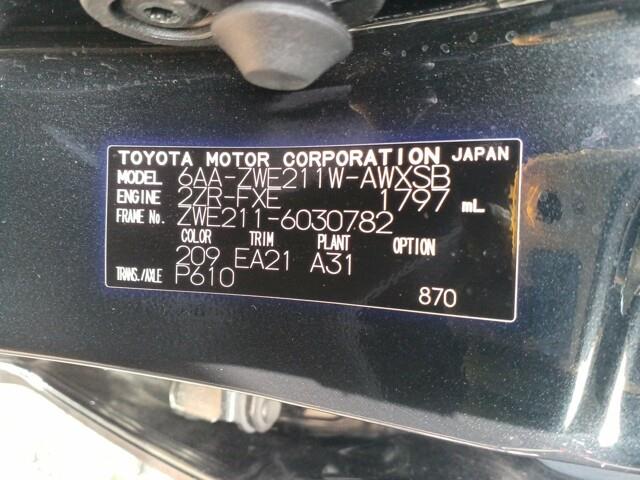 TOYOTA MOTOR CORPORATION JAPAN
MODEL 6AA-ZWE211W-AWXSB
ENGINE 2ZR-FXE 1797 mL
FRAME No. ZWE211-6030782
COLOR TRIM PLANT OPTION
209 EA21 A31
TRANS./AXLE P610
870